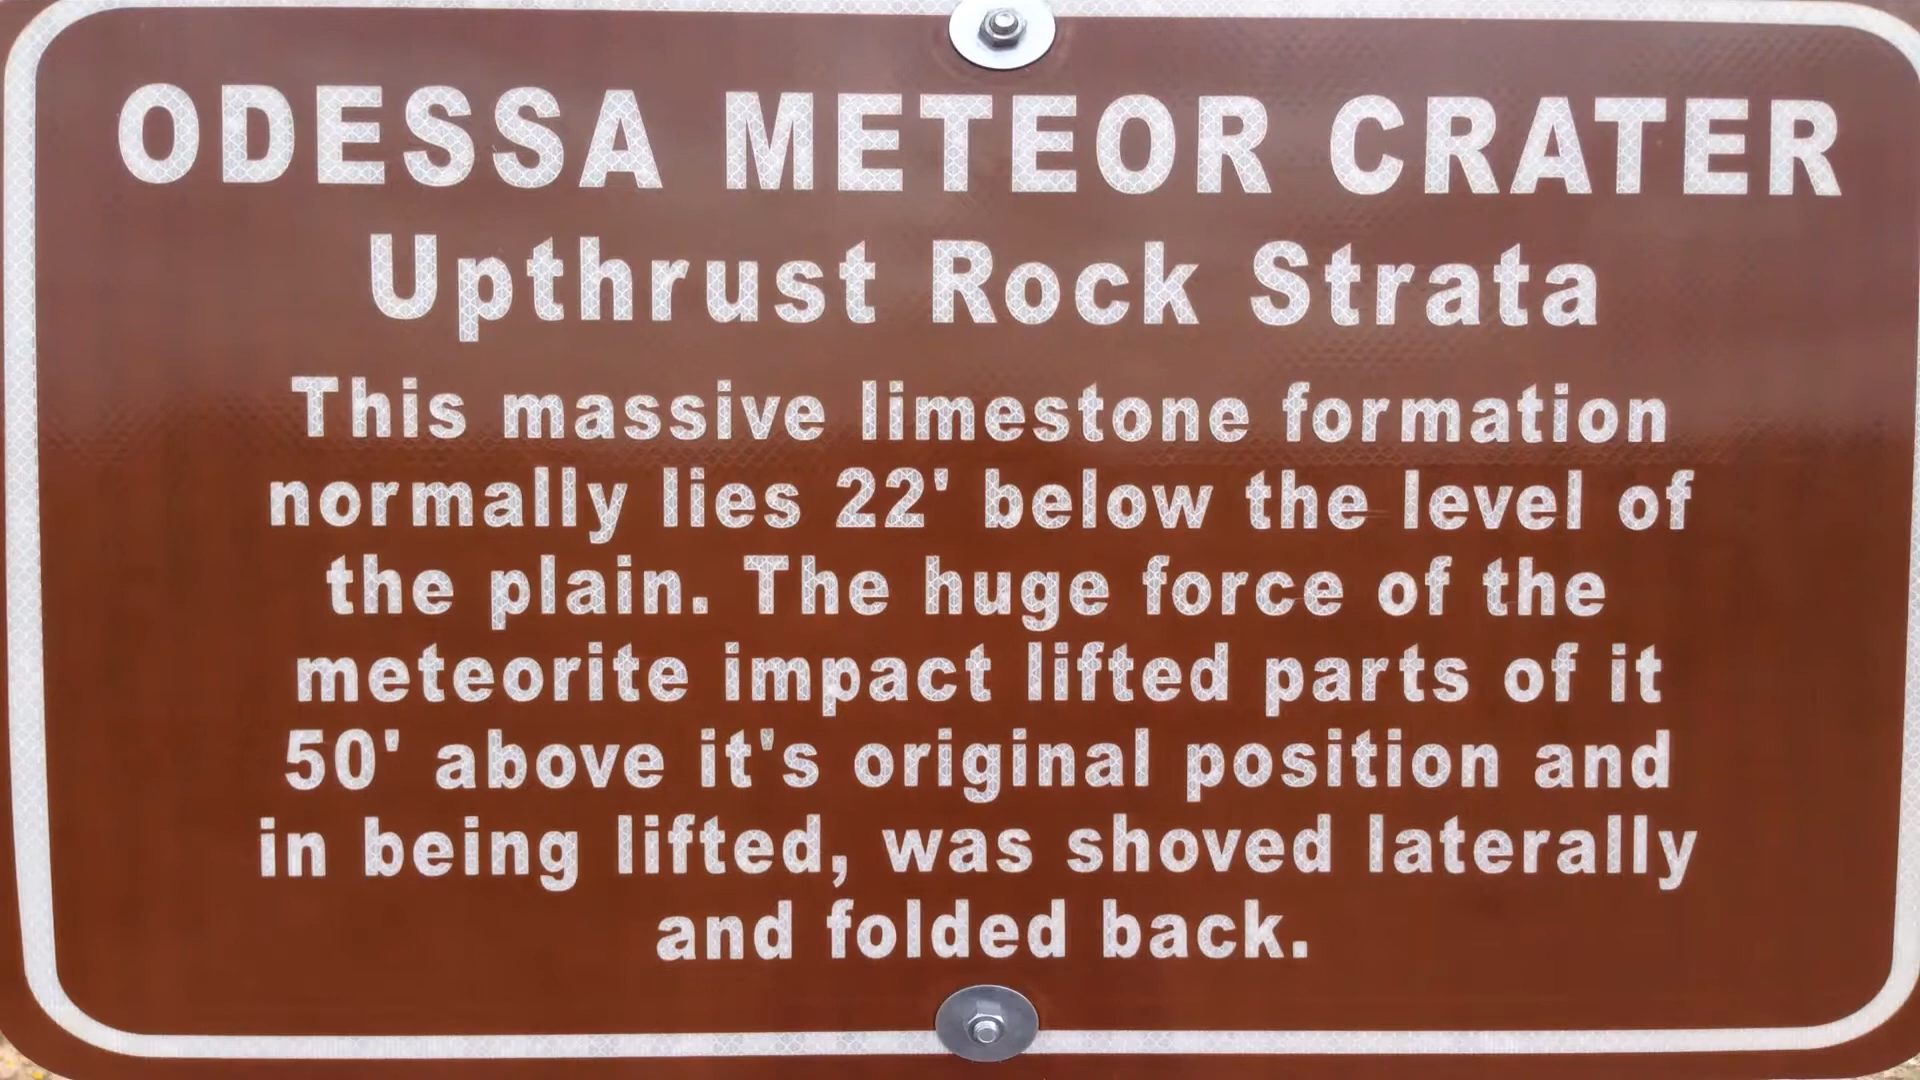 ODESSA METEOR CRATER
Upthrust Rock Strata
This massive limestone formation
normally lies 22' below the level of
the plain. The huge force of the
meteorite impact lifted parts of it
50' above it's original position and
in being lifted, was shoved laterally
and folded back.